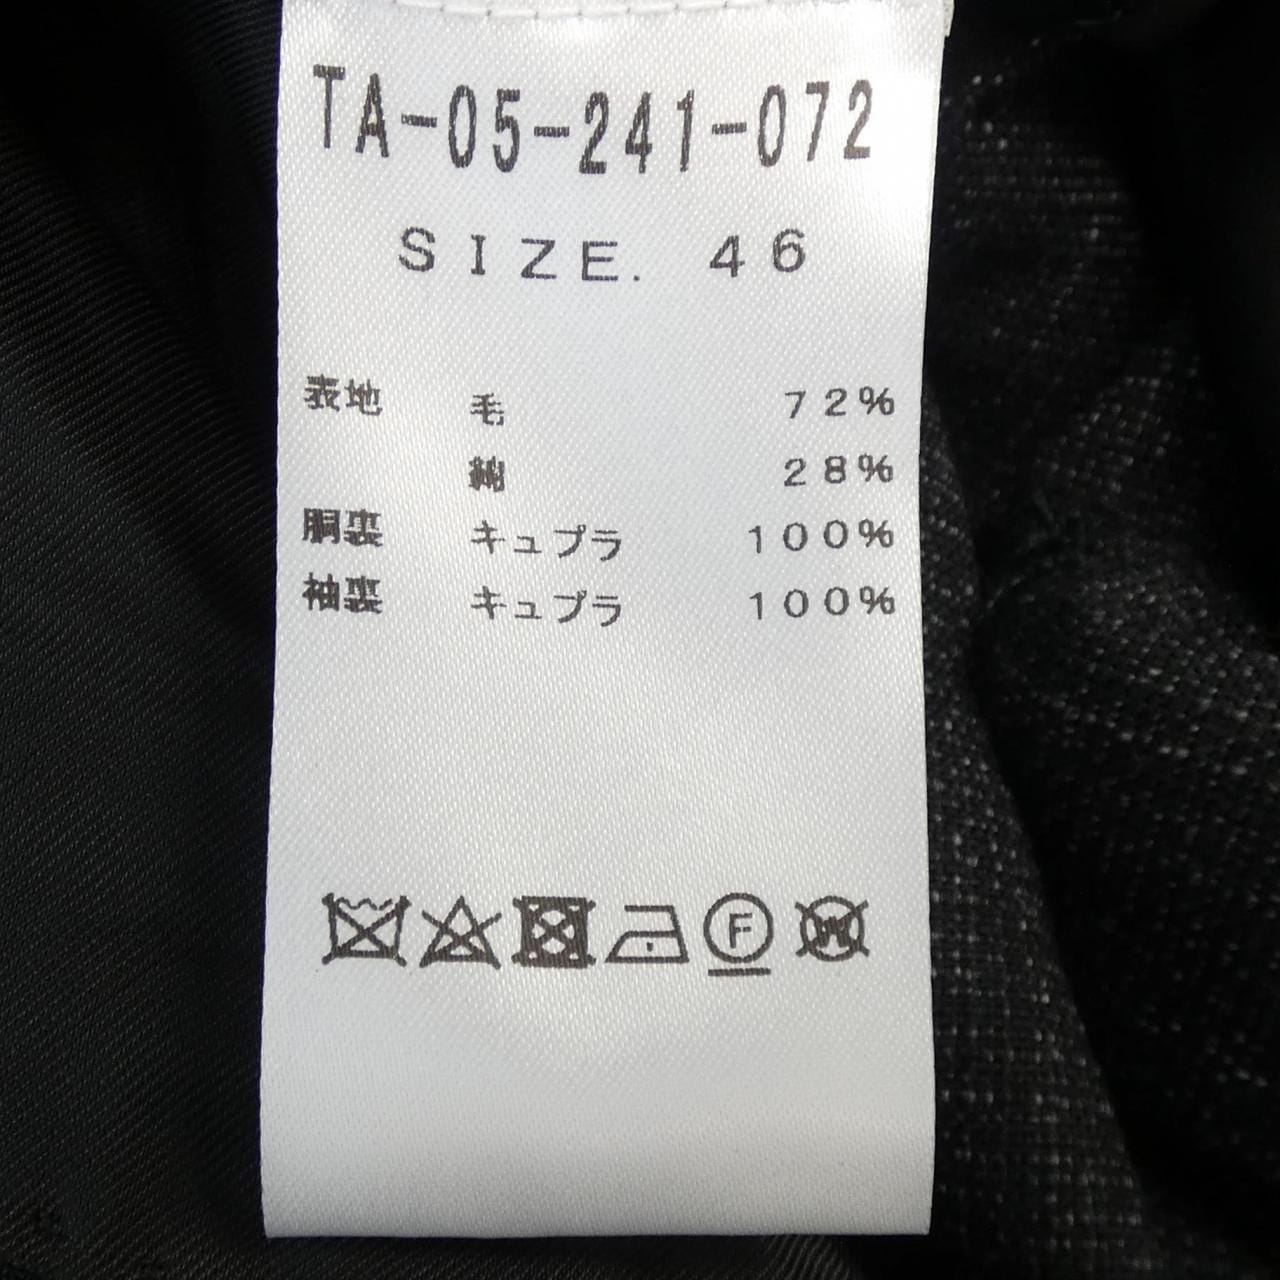 TA-05-241-072
SIZE. 46
表地 毛 72%
綿 28%
胴裏 キュプラ 100%
袖裏 キュプラ 100%
F W